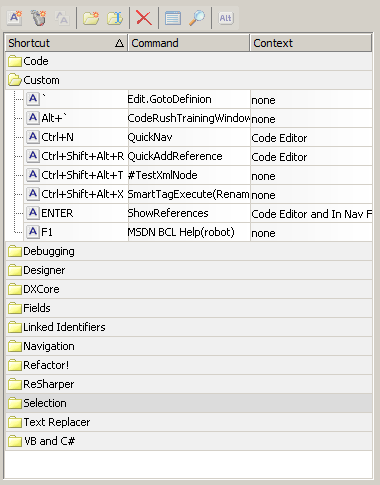 Alt
Shortcut Command Context
Code
Custom
A ` Edit.GotoDefinion none
A Alt+` CodeRushTrainingWindow none
A Ctrl+N QuickNav Code Editor
A Ctrl+Shift+Alt+R QuickAddReference Code Editor
A Ctrl+Shift+Alt+T #TestXmlNode none
A Ctrl+Shift+Alt+X SmartTagExecute(Renam none
A ENTER ShowReferences Code Editor and In Nav F
A F1 MSDN BCL Help(robot) none
Debugging
Designer
DXCore
Fields
Linked Identifiers
Navigation
Refactor!
ReSharper
Selection
Text Replacer
VB and C#